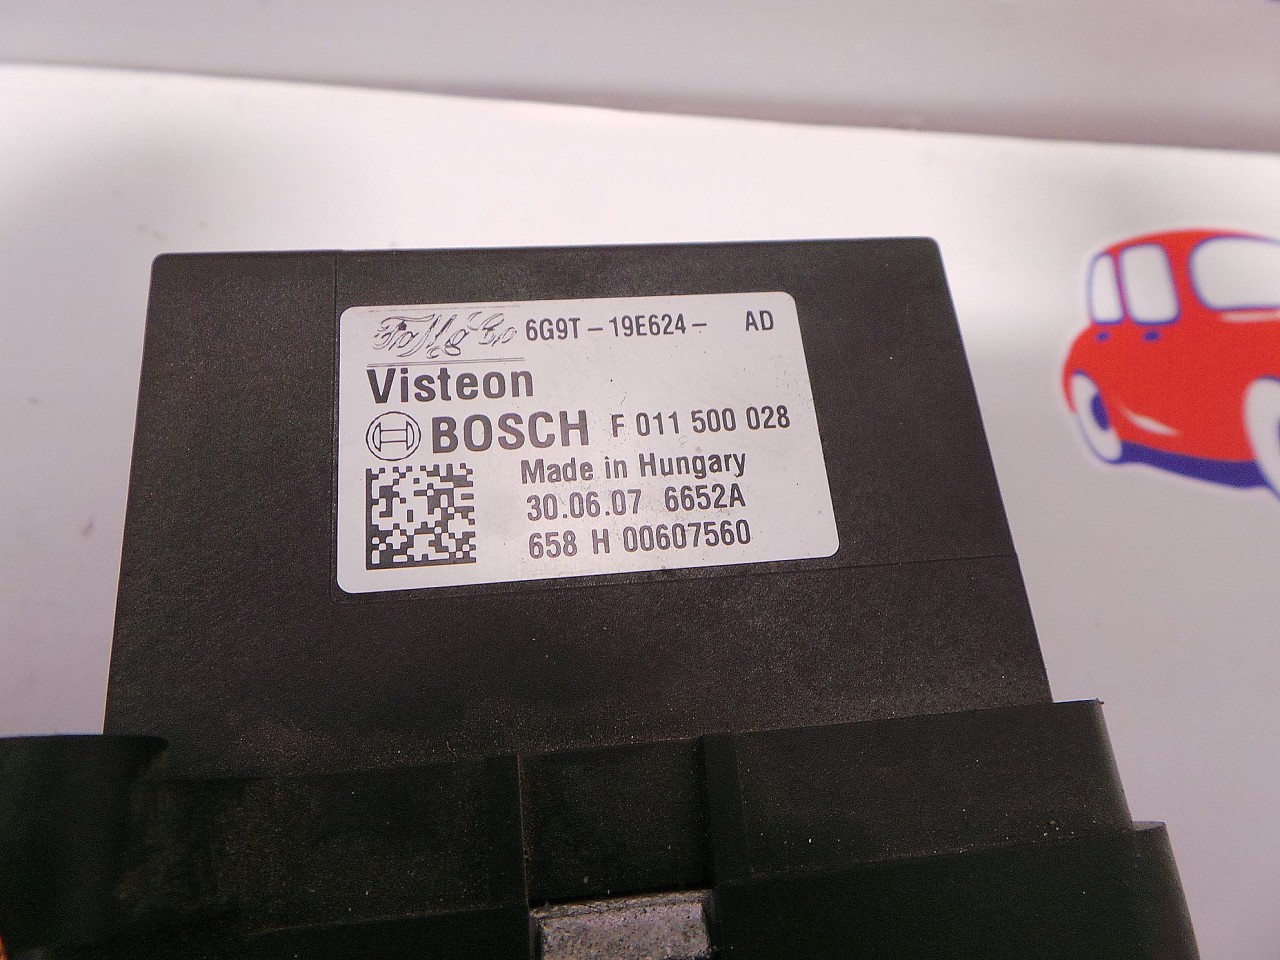 FoMoCo 6G9T-19E624- AD
Visteon
BOSCH F 011 500 028
Made in Hungary
30.06.07 6652A
658 H 00607560